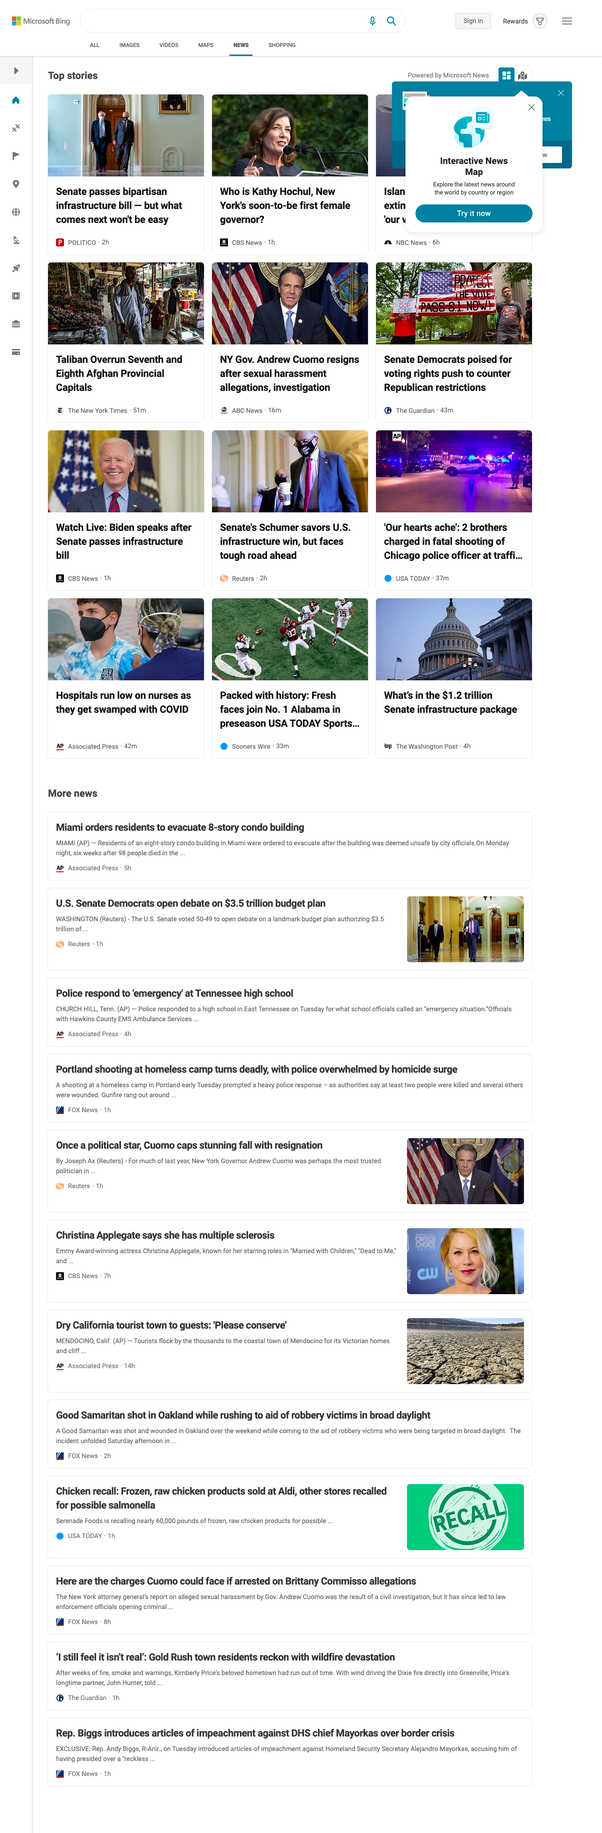 Microsoft Bing
Sign in
Rewards
ALL
IMAGES
VIDEOS
MAPS
NEWS
SHOPPING
Top stories
Powered by Microsoft News
Interactive News
Map
Explore the latest news around
the world by country or region
Try it now
Senate passes bipartisan
infrastructure bill — but what
comes next won't be easy
POLITICO · 2h
Who is Kathy Hochul, New
York's soon-to-be first female
governor?
CBS News · 1h
Islan
extin
'our v
NBC News · 6h
Taliban Overrun Seventh and
Eighth Afghan Provincial
Capitals
The New York Times · 51m
NY Gov. Andrew Cuomo resigns
after sexual harassment
allegations, investigation
ABC News · 16m
PROTECT
THE VOTE
PASS S.1 NOW!
Senate Democrats poised for
voting rights push to counter
Republican restrictions
The Guardian · 43m
Watch Live: Biden speaks after
Senate passes infrastructure
bill
CBS News · 1h
Senate's Schumer savors U.S.
infrastructure win, but faces
tough road ahead
Reuters · 2h
AP
'Our hearts ache': 2 brothers
charged in fatal shooting of
Chicago police officer at traffi...
USA TODAY · 37m
Hospitals run low on nurses as
they get swamped with COVID
AP Associated Press · 42m
Packed with history: Fresh
faces join No. 1 Alabama in
preseason USA TODAY Sports...
Sooners Wire · 33m
What's in the $1.2 trillion
Senate infrastructure package
wp The Washington Post · 4h
More news
Miami orders residents to evacuate 8-story condo building
MIAMI (AP) — Residents of an eight-story condo building in Miami were ordered to evacuate after the building was deemed unsafe by city officials.On Monday
night, six weeks after 98 people died in the ...
AP Associated Press · 5h
U.S. Senate Democrats open debate on $3.5 trillion budget plan
WASHINGTON (Reuters) - The U.S. Senate voted 50-49 to open debate on a landmark budget plan authorizing $3.5
trillion of ...
Reuters · 1h
Police respond to 'emergency' at Tennessee high school
CHURCH HILL, Tenn. (AP) — Police responded to a high school in East Tennessee on Tuesday for what school officials called an "emergency situation."Officials
with Hawkins County EMS Ambulance Services ...
AP Associated Press · 4h
Portland shooting at homeless camp turns deadly, with police overwhelmed by homicide surge
A shooting at a homeless camp in Portland early Tuesday prompted a heavy police response – as authorities say at least two people were killed and several others
were wounded. Gunfire rang out around ...
FOX News · 1h
Once a political star, Cuomo caps stunning fall with resignation
By Joseph Ax (Reuters) - For much of last year, New York Governor Andrew Cuomo was perhaps the most trusted
politician in ...
Reuters · 1h
Christina Applegate says she has multiple sclerosis
Emmy Award-winning actress Christina Applegate, known for her starring roles in "Married with Children," "Dead to Me,"
and ...
CBS News · 7h
CW
Dry California tourist town to guests: 'Please conserve'
MENDOCINO, Calif. (AP) — Tourists flock by the thousands to the coastal town of Mendocino for its Victorian homes
and cliff ...
AP Associated Press · 14h
Good Samaritan shot in Oakland while rushing to aid of robbery victims in broad daylight
A Good Samaritan was shot and wounded in Oakland over the weekend while coming to the aid of robbery victims who were being targeted in broad daylight. The
incident unfolded Saturday afternoon in ...
FOX News · 2h
Chicken recall: Frozen, raw chicken products sold at Aldi, other stores recalled
for possible salmonella
Serenade Foods is recalling nearly 60,000 pounds of frozen, raw chicken products for possible ...
USA TODAY · 1h
RECALL
Here are the charges Cuomo could face if arrested on Brittany Commisso allegations
The New York attorney general's report on alleged sexual harassment by Gov. Andrew Cuomo was the result of a civil investigation, but it has since led to law
enforcement officials opening criminal ...
FOX News · 8h
'I still feel it isn't real': Gold Rush town residents reckon with wildfire devastation
After weeks of fire, smoke and warnings, Kimberly Price's beloved hometown had run out of time. With wind driving the Dixie fire directly into Greenville, Price's
longtime partner, John Hunter, told ...
The Guardian · 1h
Rep. Biggs introduces articles of impeachment against DHS chief Mayorkas over border crisis
EXCLUSIVE: Rep. Andy Biggs, R-Ariz., on Tuesday introduced articles of impeachment against Homeland Security Secretary Alejandro Mayorkas, accusing him of
having presided over a "reckless ...
FOX News · 1h